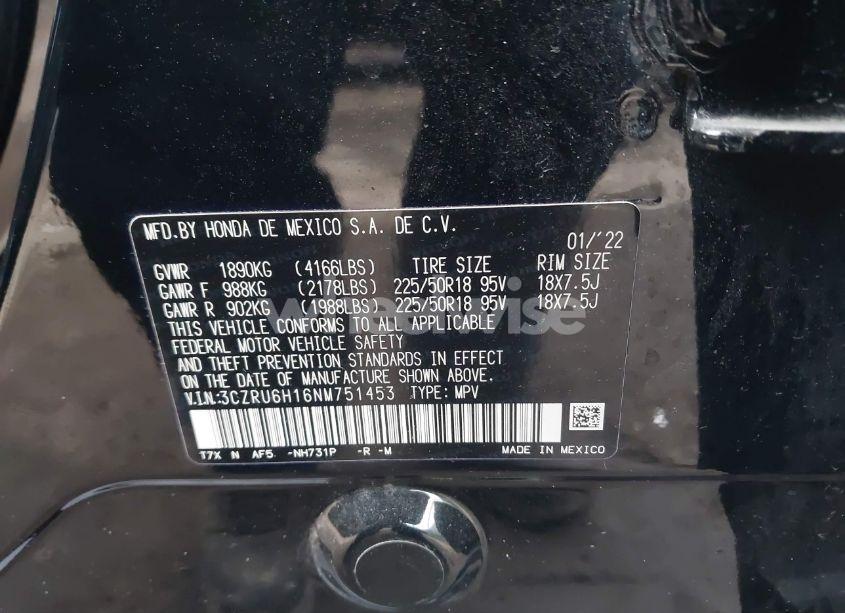 MFD.BY HONDA DE MEXICO S.A. DE C.V.
01/'22
GVWR 1890KG (4166LBS) TIRE SIZE RIM SIZE
GAWR F 988KG (2178LBS) 225/50R18 95V 18X7.5J
GAWR R 902KG (1988LBS) 225/50R18 95V 18X7.5J
THIS VEHICLE CONFORMS TO ALL APPLICABLE
FEDERAL MOTOR VEHICLE SAFETY
AND THEFT PREVENTION STANDARDS IN EFFECT
ON THE DATE OF MANUFACTURE SHOWN ABOVE.
V.I.N.:3CZRU6H16NM751453 TYPE: MPV
T7X N AF5. -NH731P -R -M MADE IN MEXICO